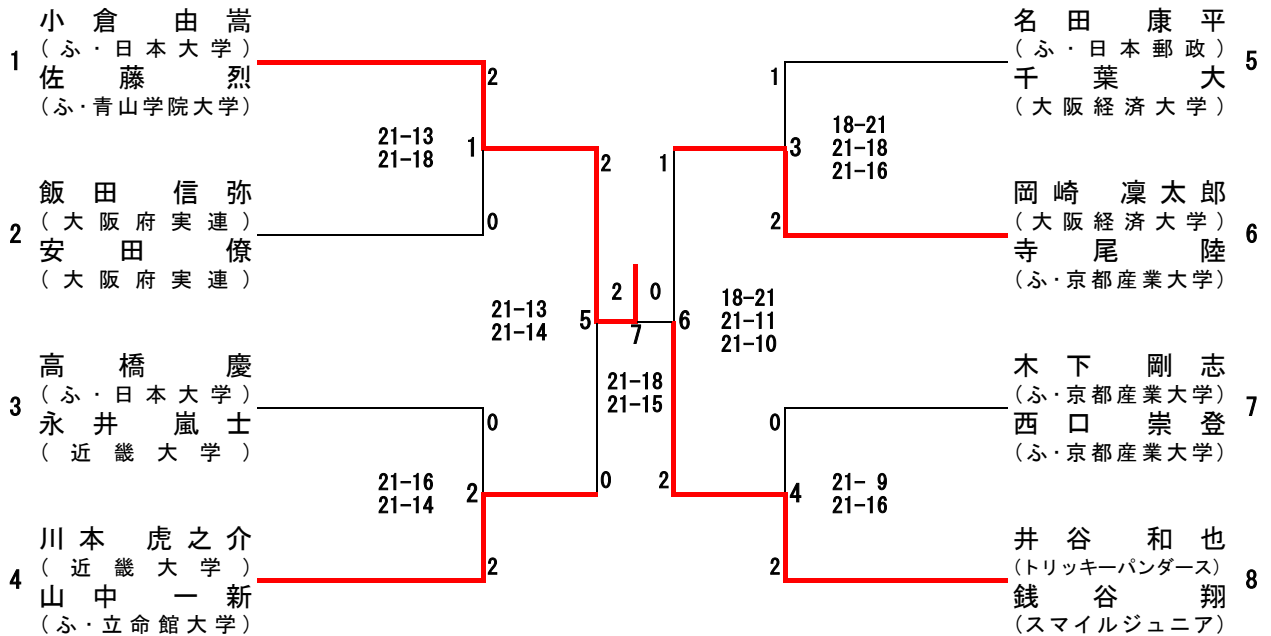 1
小倉 由嵩
(ふ・日本大学)
佐藤 烈
(ふ・青山学院大学)
2
飯田 信弥
(大阪府実連)
安田 僚
(大阪府実連)
3
高橋 慶
(ふ・日本大学)
永井 嵐士
(近畿大学)
4
川本 虎之介
(近畿大学)
山中 一新
(ふ・立命館大学)
2
21-13
21-18
1
0
2
21-13
21-14
5
0
21-16
21-14
2
0
2
2
0
7
21-18
21-15
1
18-21
21-18
21-16
3
1
2
18-21
21-11
21-10
6
0
2
21- 9
21-16
4
2
名田 康平
(ふ・日本郵政)
千葉 大
(大阪経済大学)
5
岡崎 凜太郎
(大阪経済大学)
寺尾 陸
(ふ・京都産業大学)
6
木下 剛志
(ふ・京都産業大学)
西口 崇登
(ふ・京都産業大学)
7
井谷 和也
(トリッキーパンダース)
銭谷 翔
(スマイルジュニア)
8